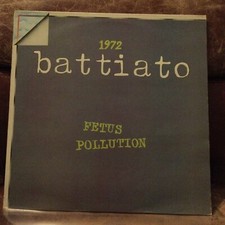 1972
battiato
FETUS
POLLUTION